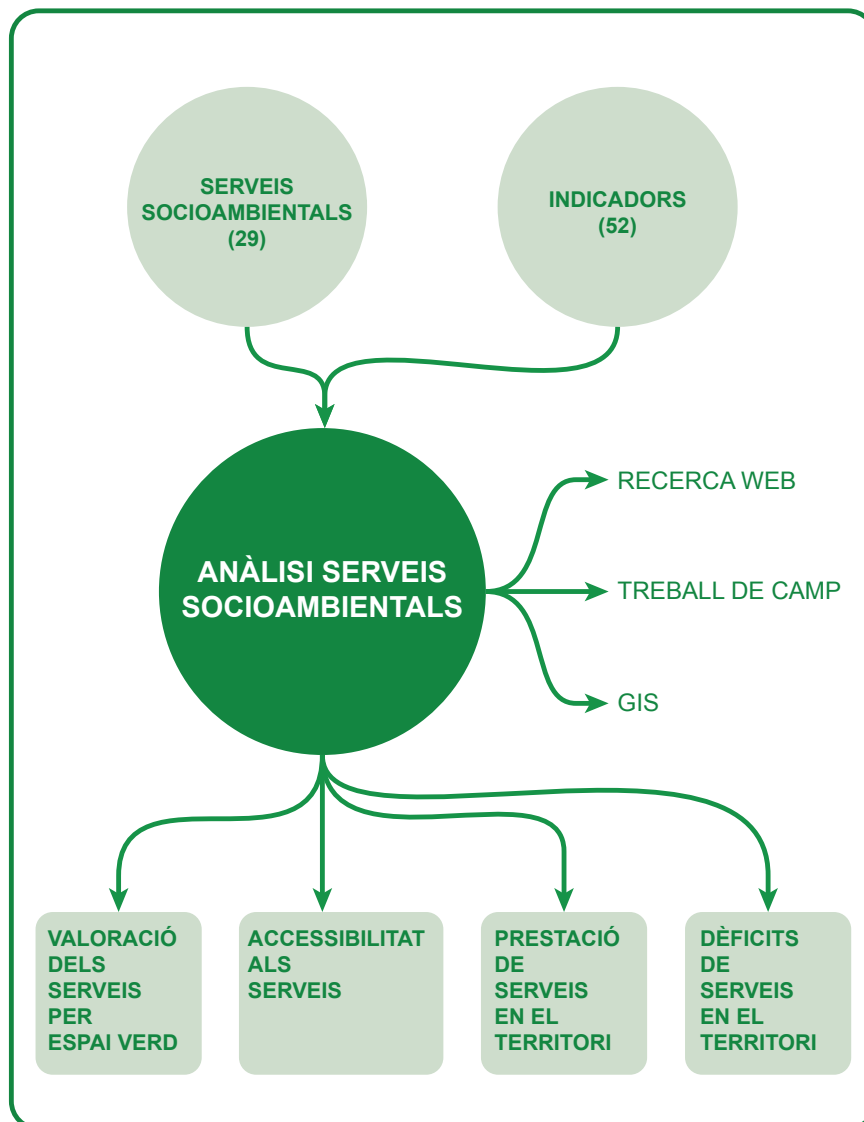 SERVEIS
SOCIOAMBIENTALS
(29)
INDICADORS
(52)
ANÀLISI SERVEIS
SOCIOAMBIENTALS
RECERCA WEB
TREBALL DE CAMP
GIS
VALORACIÓ
DELS
SERVEIS
PER
ESPAI VERD
ACCESSIBILITAT
ALS
SERVEIS
PRESTACIÓ
DE
SERVEIS
EN EL
TERRITORI
DÈFICITS
DE
SERVEIS
EN EL
TERRITORI